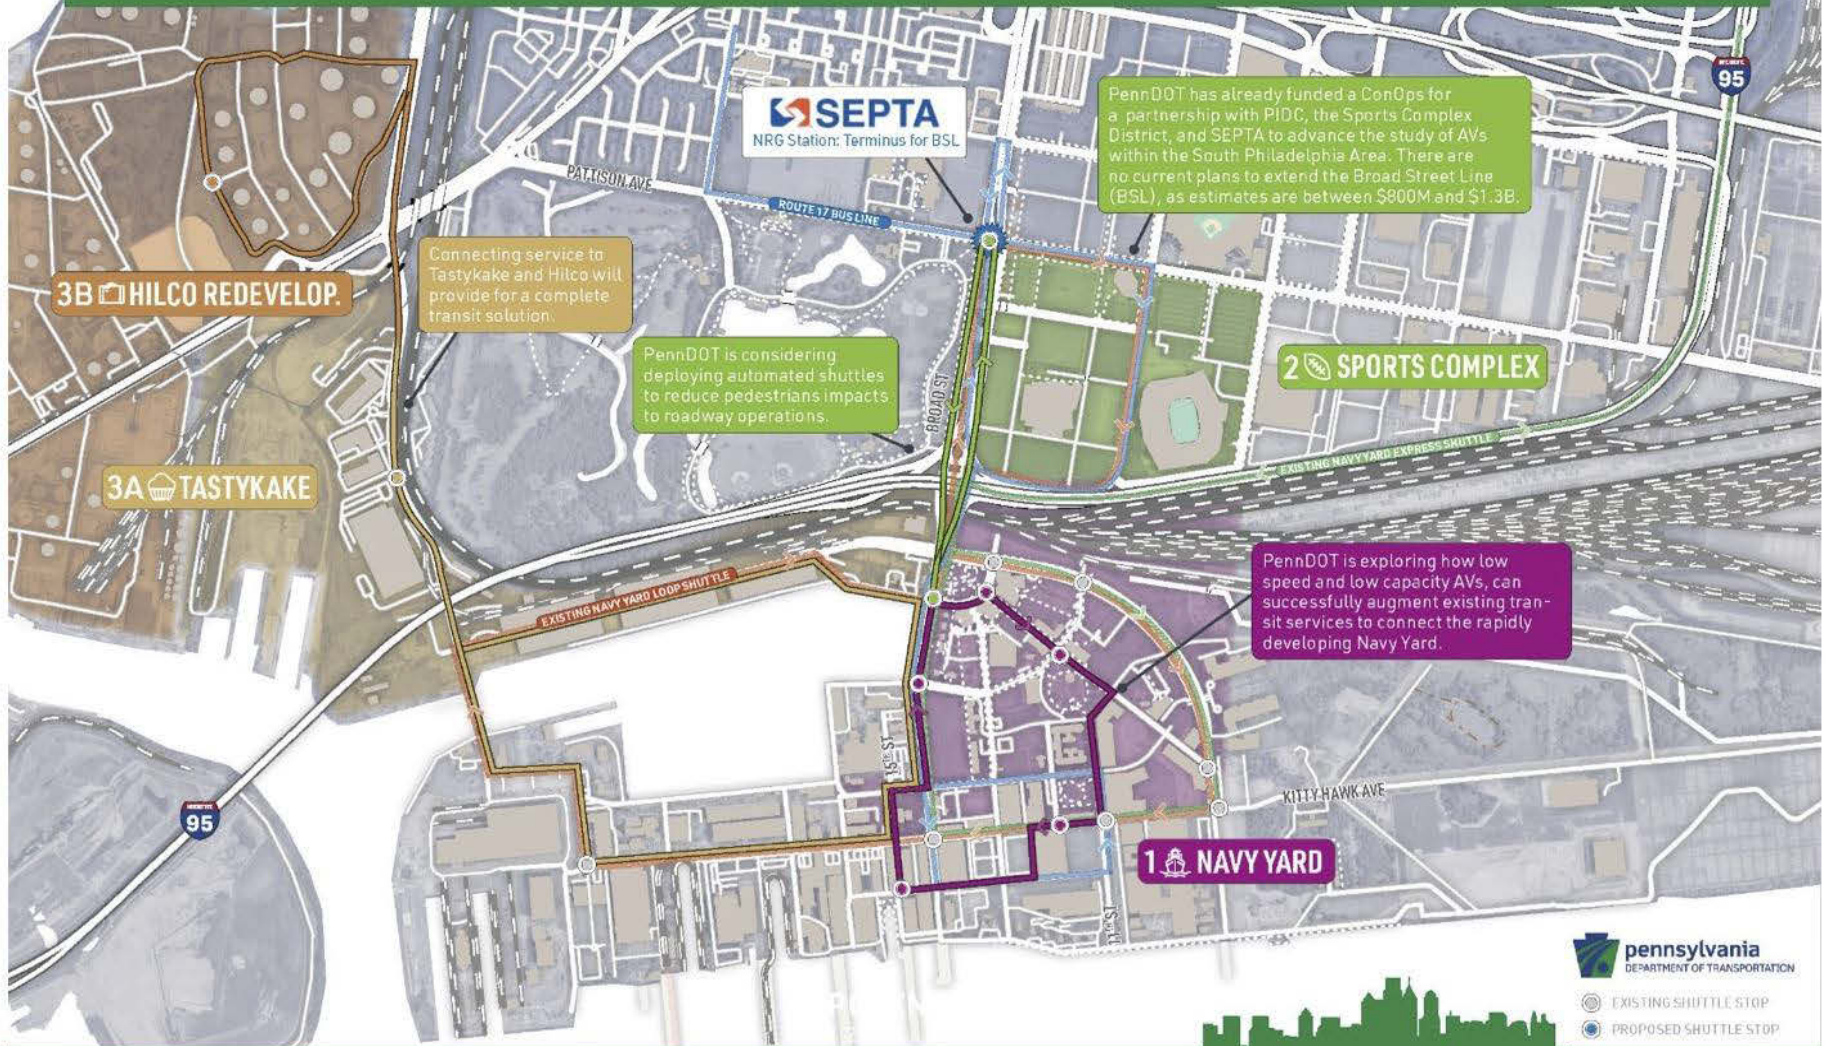 95
SEPTA
NRG Station: Terminus for BSL
PennDOT has already funded a ConOps for
a partnership with PIDC, the Sports Complex
District, and SEPTA to advance the study of AVs
within the South Philadelphia Area. There are
no current plans to extend the Broad Street Line
(BSL), as estimates are between $800M and $1.3B.
PATTISON AVE
ROUTE 17 BUS LINE
Connecting service to
Tastykake and Hilco will
provide for a complete
transit solution.
3B HILCO REDEVELOP.
PennDOT is considering
deploying automated shuttles
to reduce pedestrians impacts
to roadway operations.
BROAD ST
2 SPORTS COMPLEX
EXISTING NAVY YARD EXPRESS SHUTTLE
3A TASTYKAKE
EXISTING NAVY YARD LOOP SHUTTLE
PennDOT is exploring how low
speed and low capacity AVs, can
successfully augment existing tran-
sit services to connect the rapidly
developing Navy Yard.
15TH ST
KITTY HAWK AVE
95
1 NAVY YARD
11TH ST
pennsylvania
DEPARTMENT OF TRANSPORTATION
EXISTING SHUTTLE STOP
PROPOSED SHUTTLE STOP